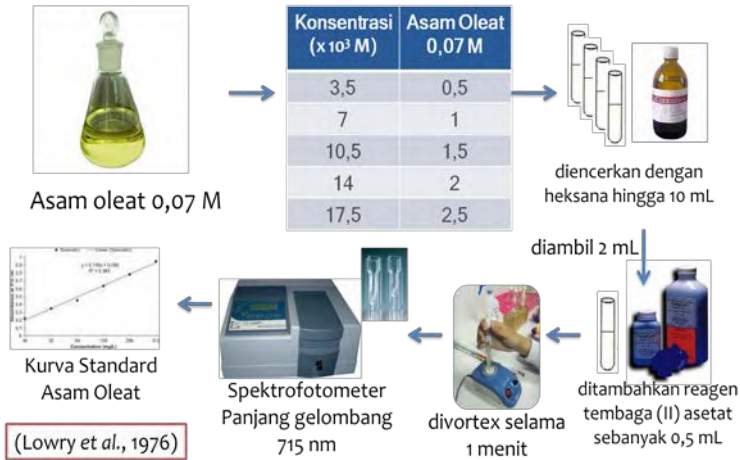 Asam oleat 0,07 M
Konsentrasi Asam Oleat
(x 10³ M) 0,07 M
3,5 0,5
7 1
10,5 1,5
14 2
17,5 2,5
diencerkan dengan
heksana hingga 10 mL
diambil 2 mL
ditambahkan reagen
tembaga (II) asetat
sebanyak 0,5 mL
divortex selama
1 menit
Spektrofotometer
Panjang gelombang
715 nm
Kurva Standard
Asam Oleat
(Lowry et al., 1976)